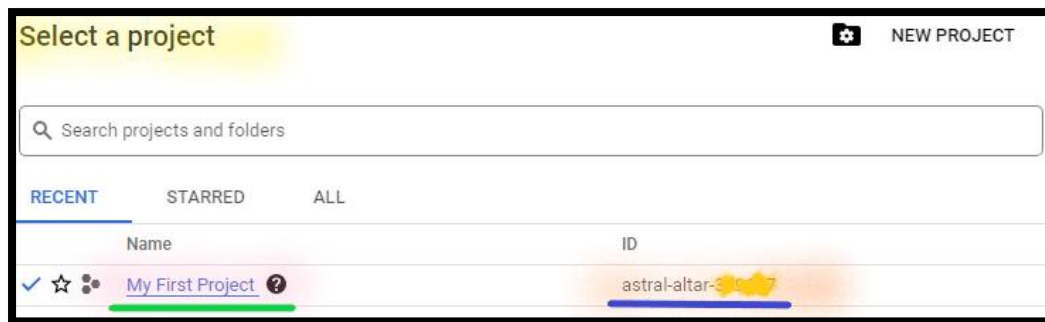 Select a project
NEW PROJECT
Search projects and folders
RECENT STARRED ALL
Name ID
My First Project ? astral-altar-